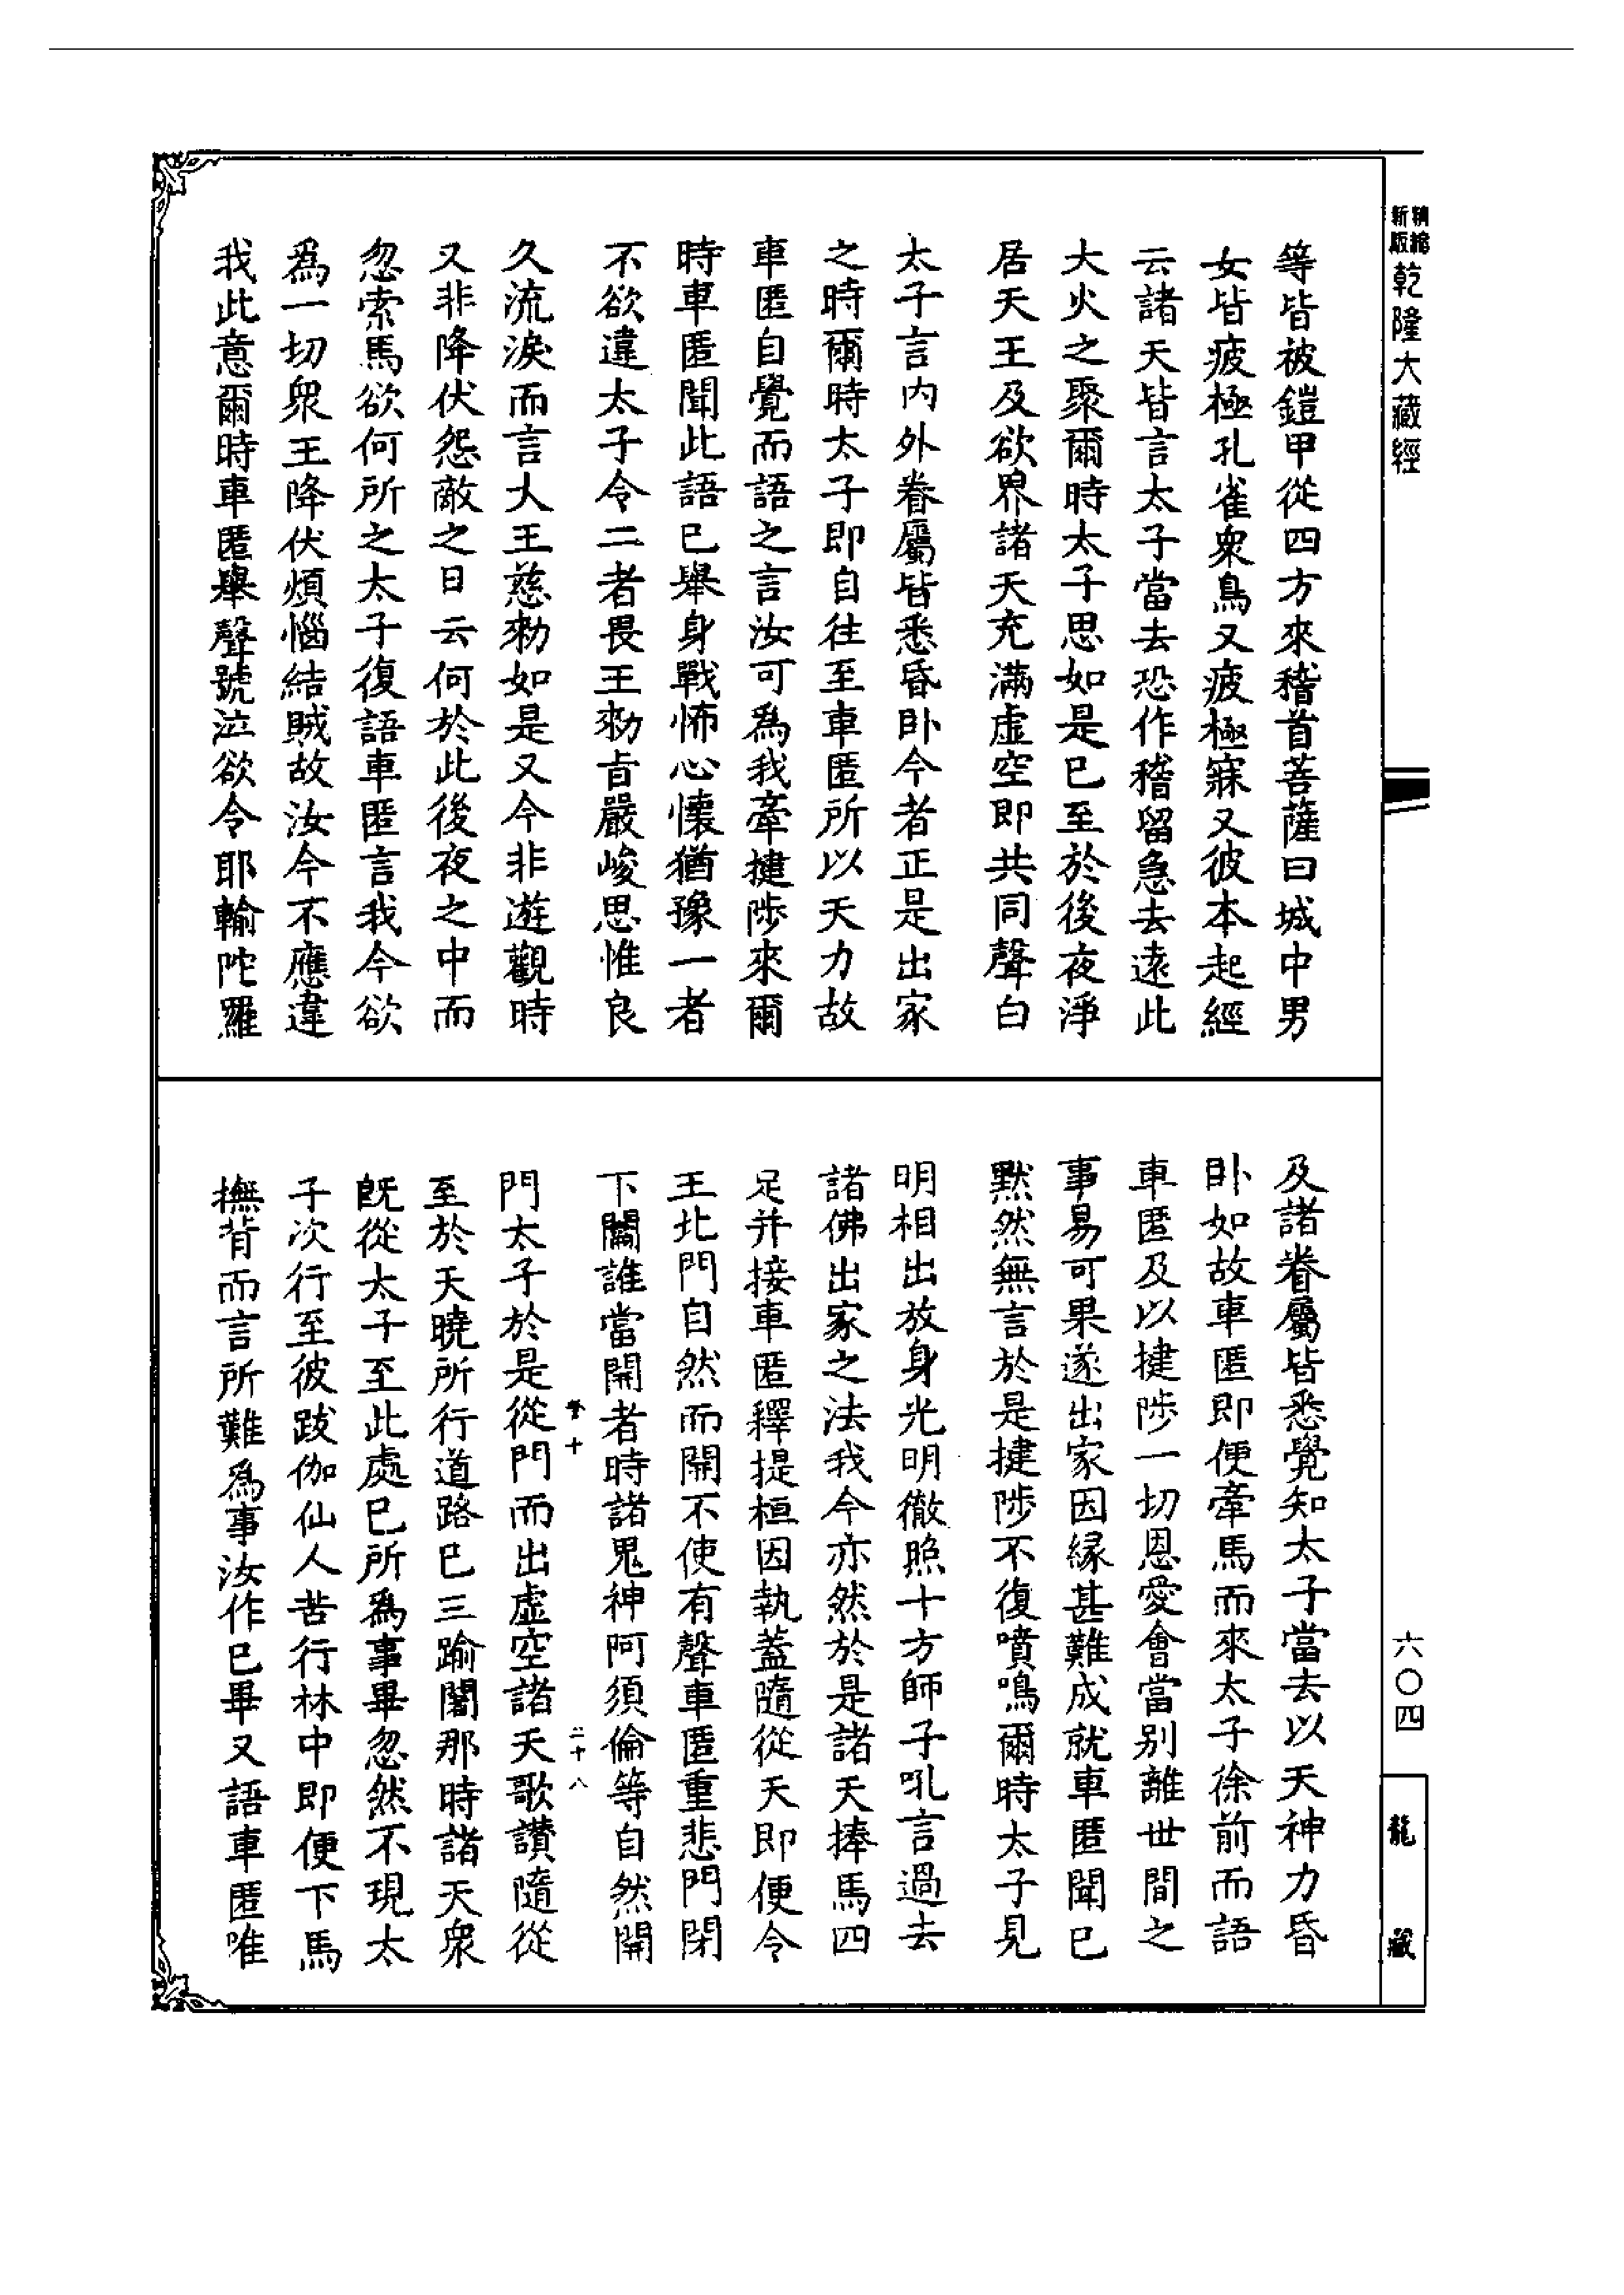 精縮新版乾隆大藏經
等皆被鎧甲從四方來稽首菩薩曰城中男
女皆疲極孔雀衆鳥又疲極寐又彼本起經
云諸天皆言太子當去恐作稽留急去遠此
大火之聚爾時太子思如是已至於後夜淨
居天王及欲界諸天充滿虛空即共同聲白
太子言内外眷屬皆悉昏卧今者正是出家
之時爾時太子即自往至車匿所以天力故
車匿自覺而語之言汝可爲我牽揵陟來爾
時車匿聞此語已舉身戰怖心懷猶豫一者
不欲違太子令二者畏王勑旨嚴峻思惟良
久流淚而言大王慈勑如是又今非遊觀時
又非降伏怨敵之日云何於此後夜之中而
忽索馬欲何所之太子復語車匿言我今欲
爲一切衆王降伏煩惱結賊故汝今不應違
我此意爾時車匿舉聲號泣欲令耶輸陀羅
及諸眷屬皆悉覺知太子當去以天神力昏
卧如故車匿即便牽馬而來太子徐前而語
車匿及以揵陟一切恩愛會當別離世間之
事易可果遂出家因緣甚難成就車匿聞已
默然無言於是揵陟不復噴鳴爾時太子見
明相出放身光明徹照十方師子吼言過去
諸佛出家之法我今亦然於是諸天捧馬四
足并接車匿釋提桓因執蓋隨從天即便令
王北門自然而開不使有聲車匿重悲門閉
下關誰當開者時諸鬼神阿須倫等自然開
門太子於是從門而出虛空諸天歌讚隨從
至於天曉所行道路已三踰闍那時諸天衆
既從太子至此處已所爲事畢忽然不現太
子次行至彼跋伽仙人苦行林中即便下馬
撫背而言所難爲事汝作已畢又語車匿唯
十
二十八
六〇四
龍藏